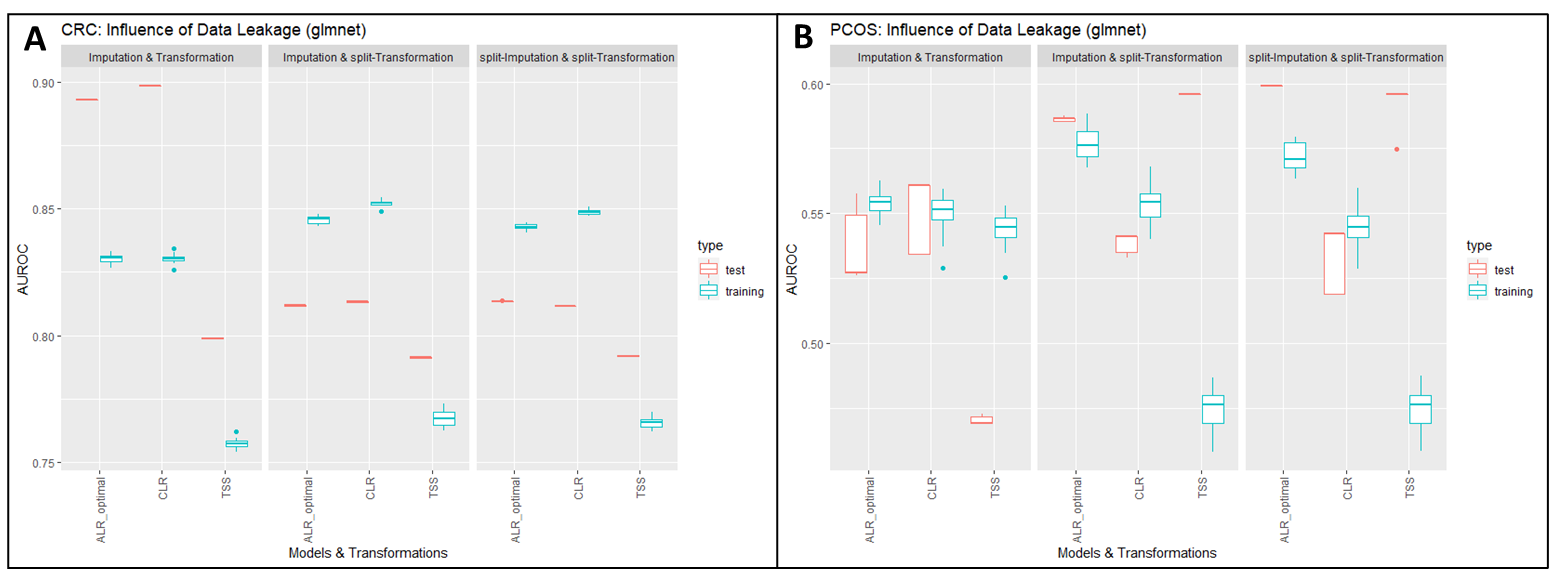 A
CRC: Influence of Data Leakage (glmnet)
Imputation & Transformation
Imputation & split-Transformation
split-Imputation & split-Transformation
0.90
0.85
0.80
0.75
AUROC
ALR_optimal
CLR
TSS
ALR_optimal
CLR
TSS
ALR_optimal
CLR
TSS
Models & Transformations
type
test
training
B
PCOS: Influence of Data Leakage (glmnet)
Imputation & Transformation
Imputation & split-Transformation
split-Imputation & split-Transformation
0.60
0.55
0.50
AUROC
ALR_optimal
CLR
TSS
ALR_optimal
CLR
TSS
ALR_optimal
CLR
TSS
Models & Transformations
type
test
training